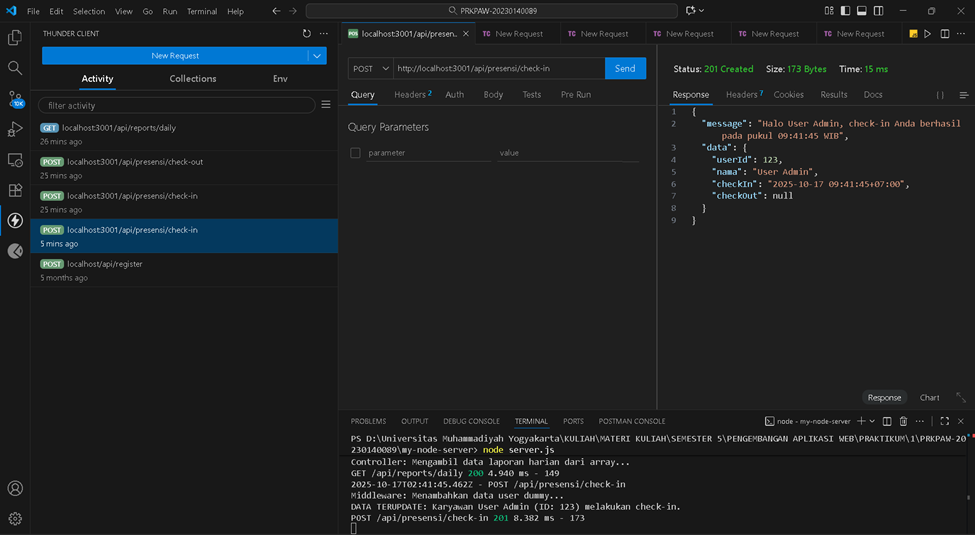 File Edit Selection View Go Run Terminal Help
PRKPAW-20230140089
THUNDER CLIENT
New Request
Activity Collections Env
filter activity
GET localhost:3001/api/reports/daily
26 mins ago
POST localhost:3001/api/presensi/check-out
25 mins ago
POST localhost:3001/api/presensi/check-in
25 mins ago
POST localhost:3001/api/presensi/check-in
5 mins ago
POST localhost/api/register
5 months ago
10K
POS localhost:3001/api/presen...
TC New Request
TC New Request
TC New Request
TC New Request
TC New Request
POST http://localhost:3001/api/presensi/check-in Send
Query Headers 2 Auth Body Tests Pre Run
Query Parameters
parameter value
Status: 201 Created Size: 173 Bytes Time: 15 ms
Response Headers 7 Cookies Results Docs { }
1 {
2 "message": "Halo User Admin, check-in Anda berhasil
pada pukul 09:41:45 WIB",
3 "data": {
4 "userId": 123,
5 "nama": "User Admin",
6 "checkIn": "2025-10-17 09:41:45+07:00",
7 "checkOut": null
8 }
9 }
Response Chart
PROBLEMS OUTPUT DEBUG CONSOLE TERMINAL PORTS POSTMAN CONSOLE
node - my-node-server
PS D:\Universitas Muhammadiyah Yogyakarta\KULIAH\MATERI KULIAH\SEMESTER 5\PENGEMBANGAN APLIKASI WEB\PRAKTIKUM\1\PRKPAW-20
230140089\my-node-server> node server.js
Controller: Mengambil data laporan harian dari array...
GET /api/reports/daily 200 4.940 ms - 149
2025-10-17T02:41:45.462Z - POST /api/presensi/check-in
Middleware: Menambahkan data user dummy...
DATA TERUPDATE: Karyawan User Admin (ID: 123) melakukan check-in.
POST /api/presensi/check-in 201 8.382 ms - 173